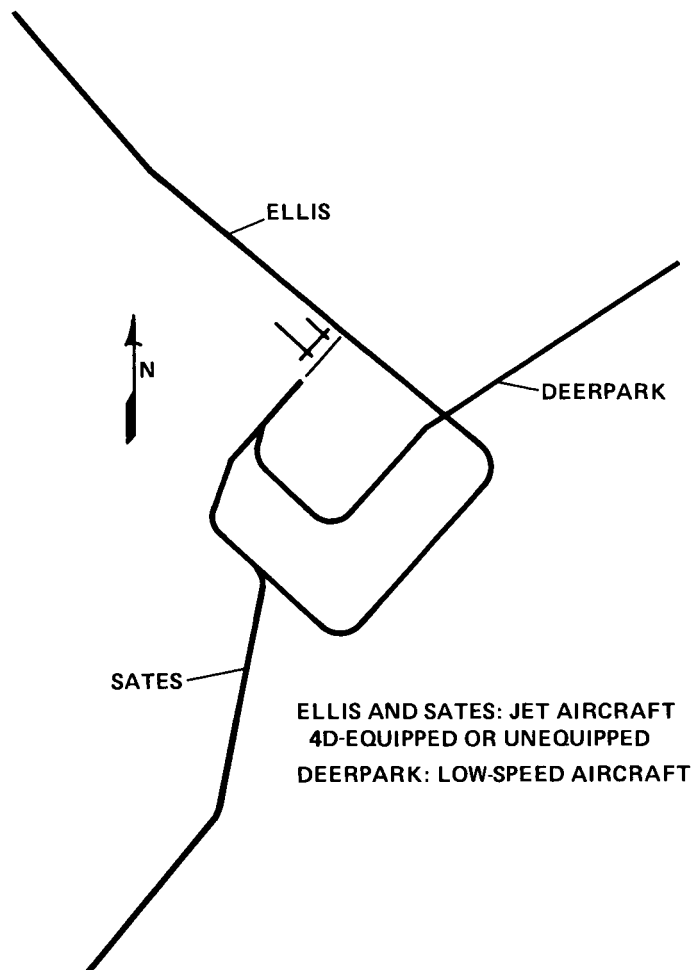 ELLIS
N
DEERPARK
SATES
ELLIS AND SATES: JET AIRCRAFT
4D-EQUIPPED OR UNEQUIPPED
DEERPARK: LOW-SPEED AIRCRAFT